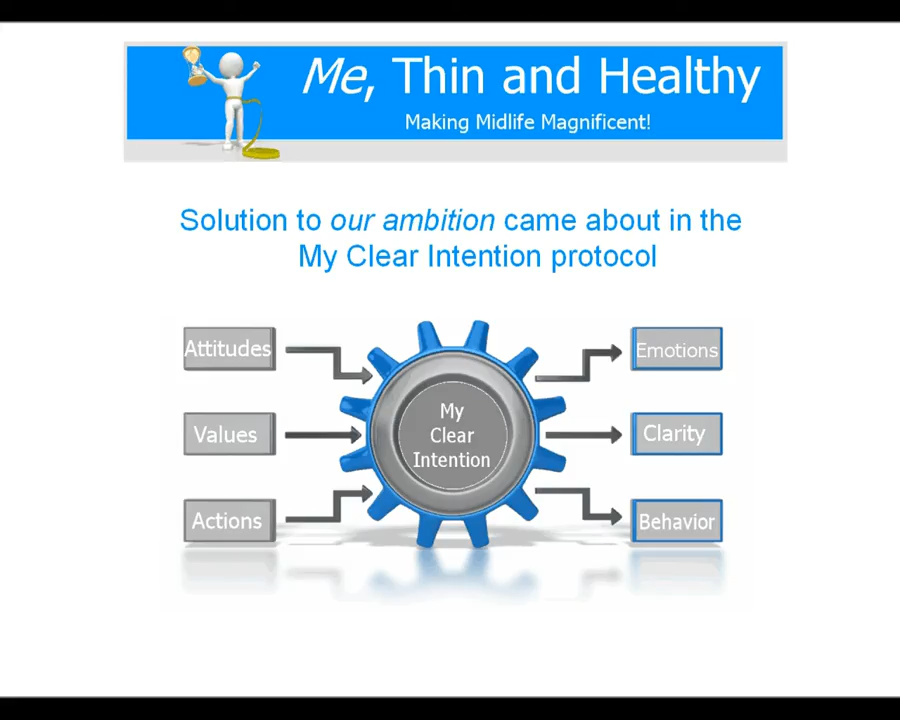 Me, Thin and Healthy
Making Midlife Magnificent!
Solution to our ambition came about in the
My Clear Intention protocol
Attitudes
Values
Actions
My
Clear
Intention
Emotions
Clarity
Behavior